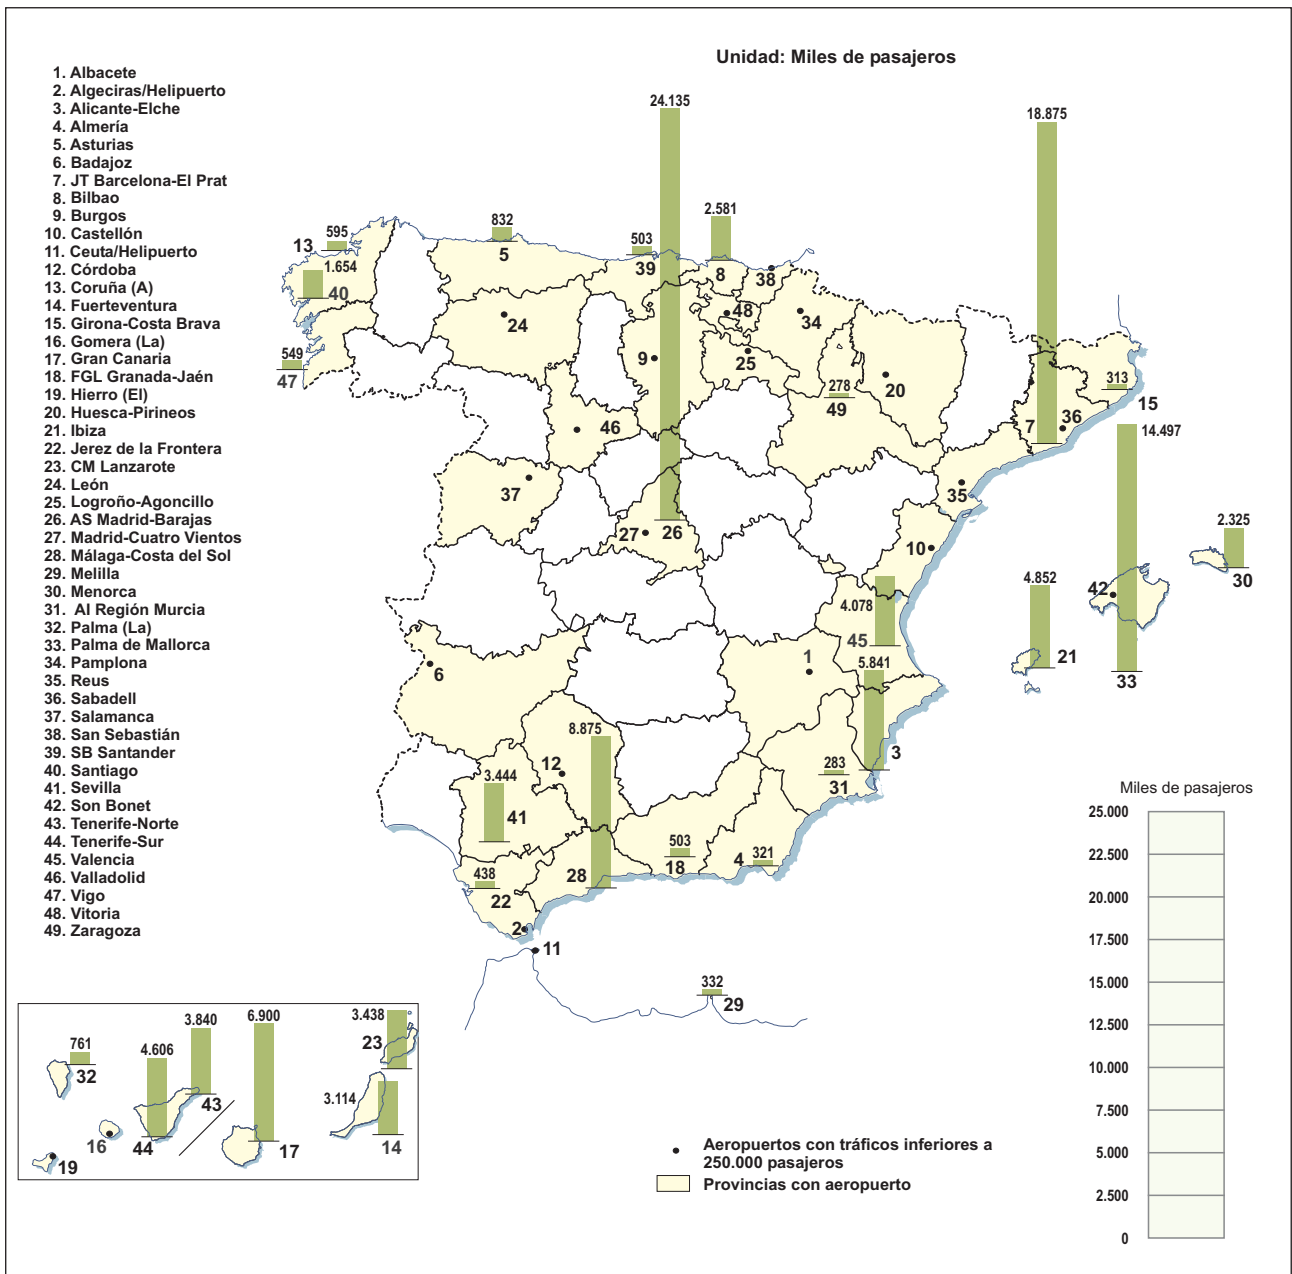 Unidad: Miles de pasajeros
1. Albacete
2. Algeciras/Helipuerto
3. Alicante-Elche
4. Almería
5. Asturias
6. Badajoz
7. JT Barcelona-El Prat
8. Bilbao
9. Burgos
10. Castellón
11. Ceuta/Helipuerto
12. Córdoba
13. Coruña (A)
14. Fuerteventura
15. Girona-Costa Brava
16. Gomera (La)
17. Gran Canaria
18. FGL Granada-Jaén
19. Hierro (El)
20. Huesca-Pirineos
21. Ibiza
22. Jerez de la Frontera
23. CM Lanzarote
24. León
25. Logroño-Agoncillo
26. AS Madrid-Barajas
27. Madrid-Cuatro Vientos
28. Málaga-Costa del Sol
29. Melilla
30. Menorca
31. AI Región Murcia
32. Palma (La)
33. Palma de Mallorca
34. Pamplona
35. Reus
36. Sabadell
37. Salamanca
38. San Sebastián
39. SB Santander
40. Santiago
41. Sevilla
42. Son Bonet
43. Tenerife-Norte
44. Tenerife-Sur
45. Valencia
46. Valladolid
47. Vigo
48. Vitoria
49. Zaragoza
24.135
18.875
2.581
832
595
13
503
5
39
8
38
1.654
40
24
48
34
9
25
549
47
278
49
20
313
15
7
36
14.497
46
37
35
27
26
10
2.325
30
4.852
42
21
33
4.078
45
1
5.841
6
8.875
12
3
283
31
3.444
41
503
18
4
321
438
22
28
2
11
332
29
761
32
4.606
3.840
6.900
3.438
23
43
3.114
16
44
17
14
19
Aeropuertos con tráficos inferiores a
250.000 pasajeros
Provincias con aeropuerto
Miles de pasajeros
25.000
22.500
20.000
17.500
15.000
12.500
10.000
7.500
5.000
2.500
0